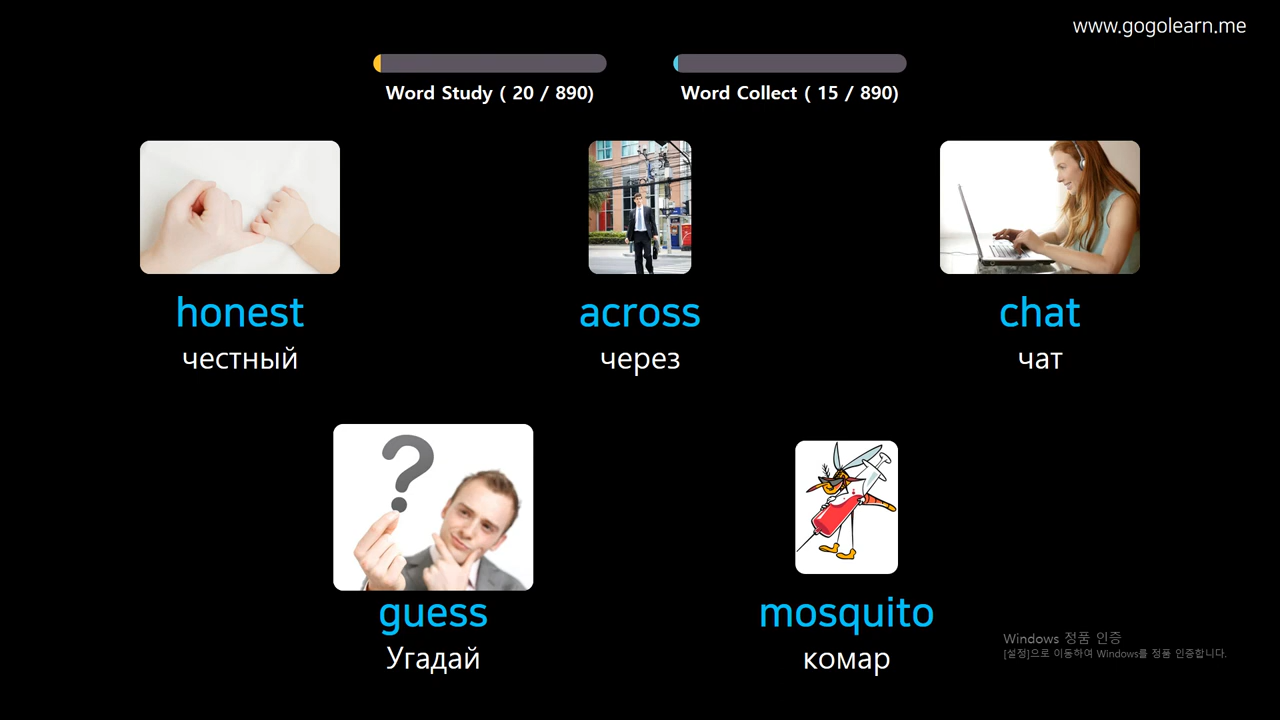 www.gogolearn.me
Word Study ( 20 / 890)
Word Collect ( 15 / 890)
honest
честный
across
через
chat
чат
guess
Угадай
mosquito
комар
Windows 정품 인증
[설정]으로 이동하여 Windows를 정품 인증합니다.